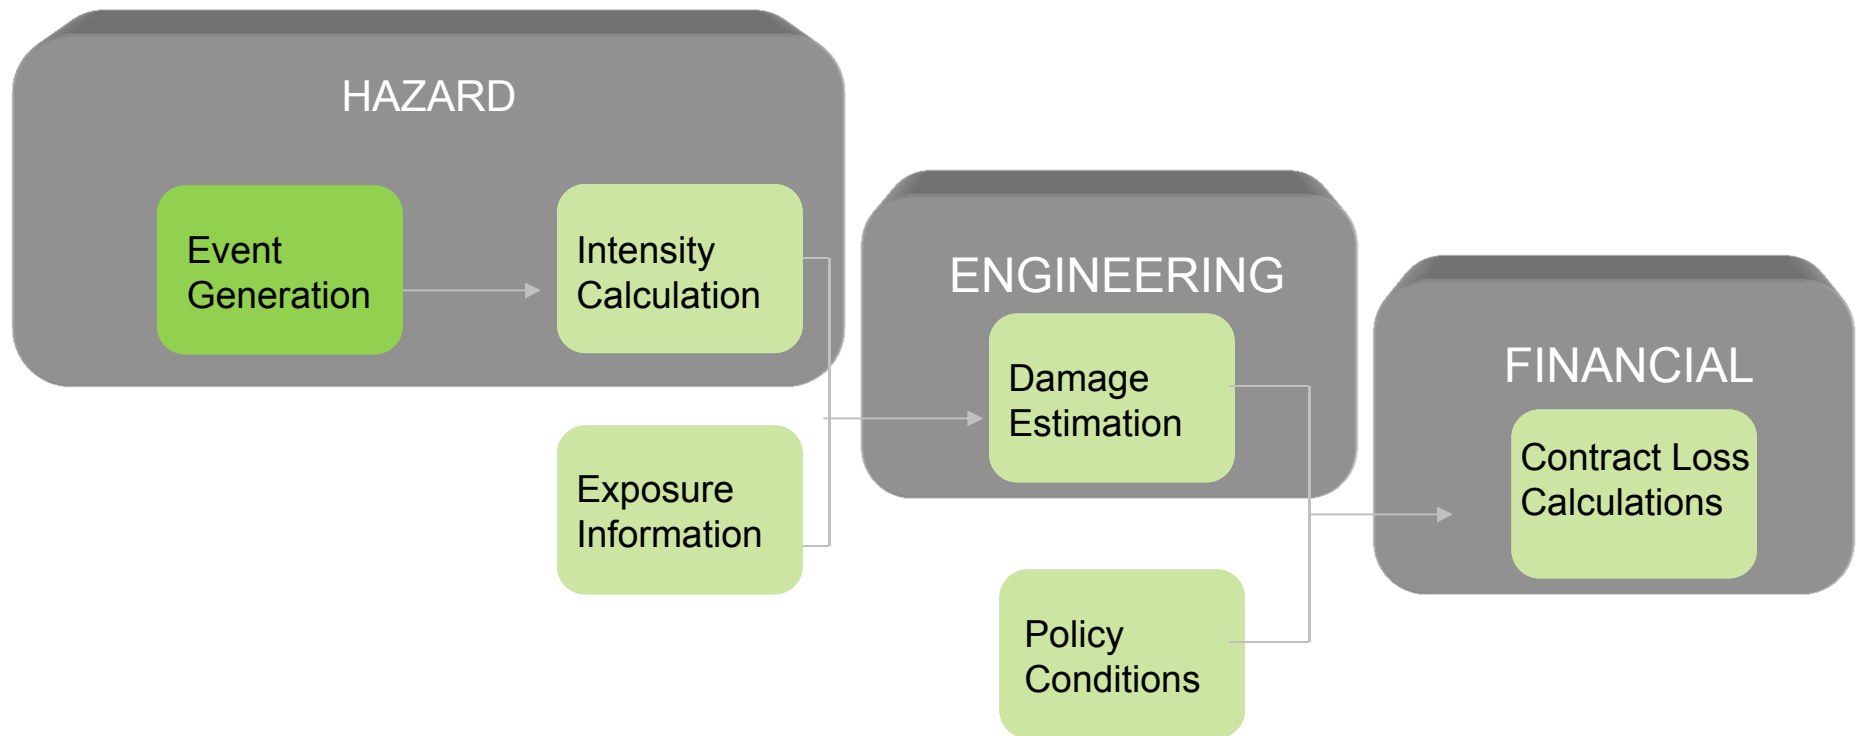 HAZARD
Event
Generation
Intensity
Calculation
Exposure
Information
ENGINEERING
Damage
Estimation
Policy
Conditions
FINANCIAL
Contract Loss
Calculations